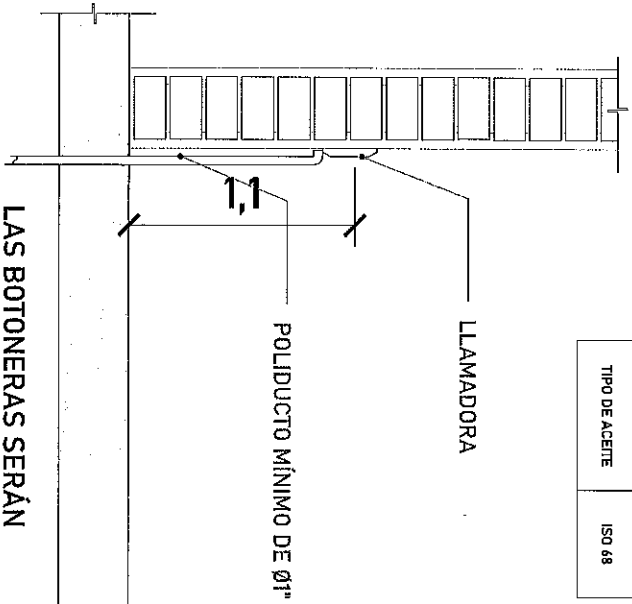 TIPO DE ACEITE
ISO 68
LLAMADORA
POLIDUCTO MÍNIMO DE Ø1"
1,1
LAS BOTONERAS SERÁN